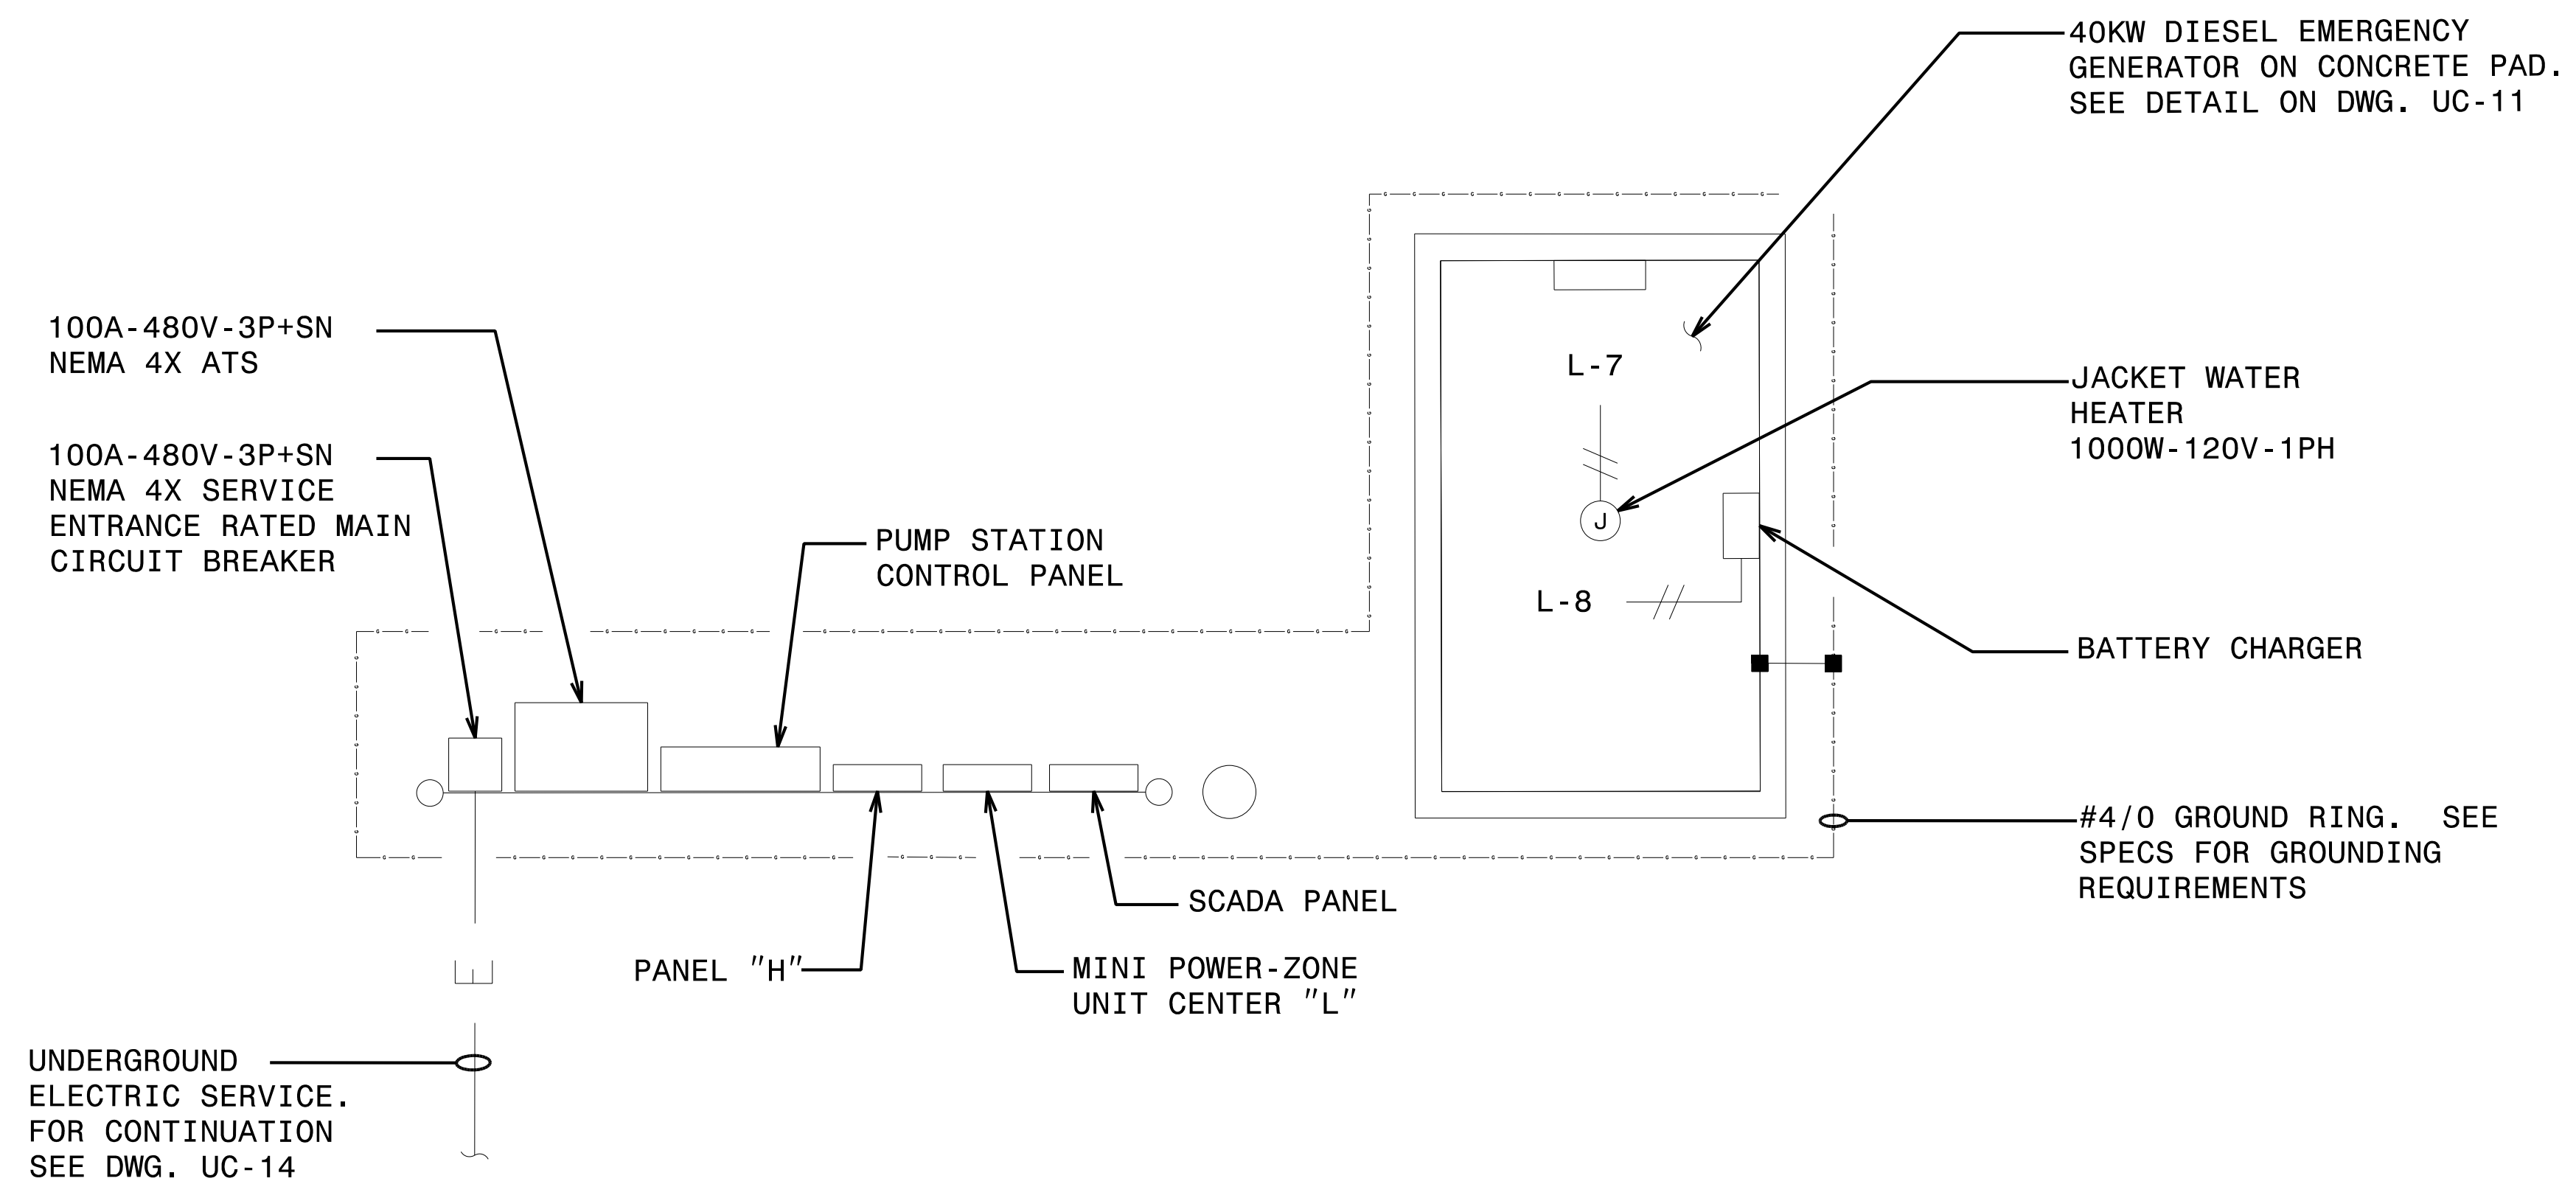 40KW DIESEL EMERGENCY
GENERATOR ON CONCRETE PAD.
SEE DETAIL ON DWG. UC-11
100A-480V-3P+SN
NEMA 4X ATS
L-7
JACKET WATER
HEATER
1000W-120V-1PH
100A-480V-3P+SN
NEMA 4X SERVICE
ENTRANCE RATED MAIN
CIRCUIT BREAKER
J
PUMP STATION
CONTROL PANEL
L-8
BATTERY CHARGER
#4/0 GROUND RING.  SEE
SPECS FOR GROUNDING
REQUIREMENTS
SCADA PANEL
PANEL "H"
MINI POWER-ZONE
UNIT CENTER "L"
E
UNDERGROUND
ELECTRIC SERVICE.
FOR CONTINUATION
SEE DWG. UC-14